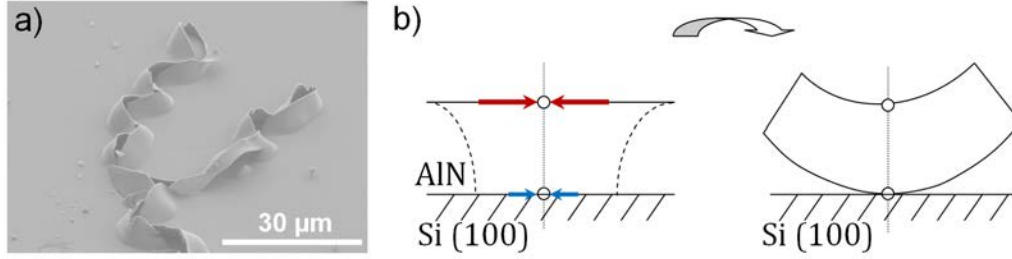 a)
30 µm
b)
AlN
Si (100)
Si (100)